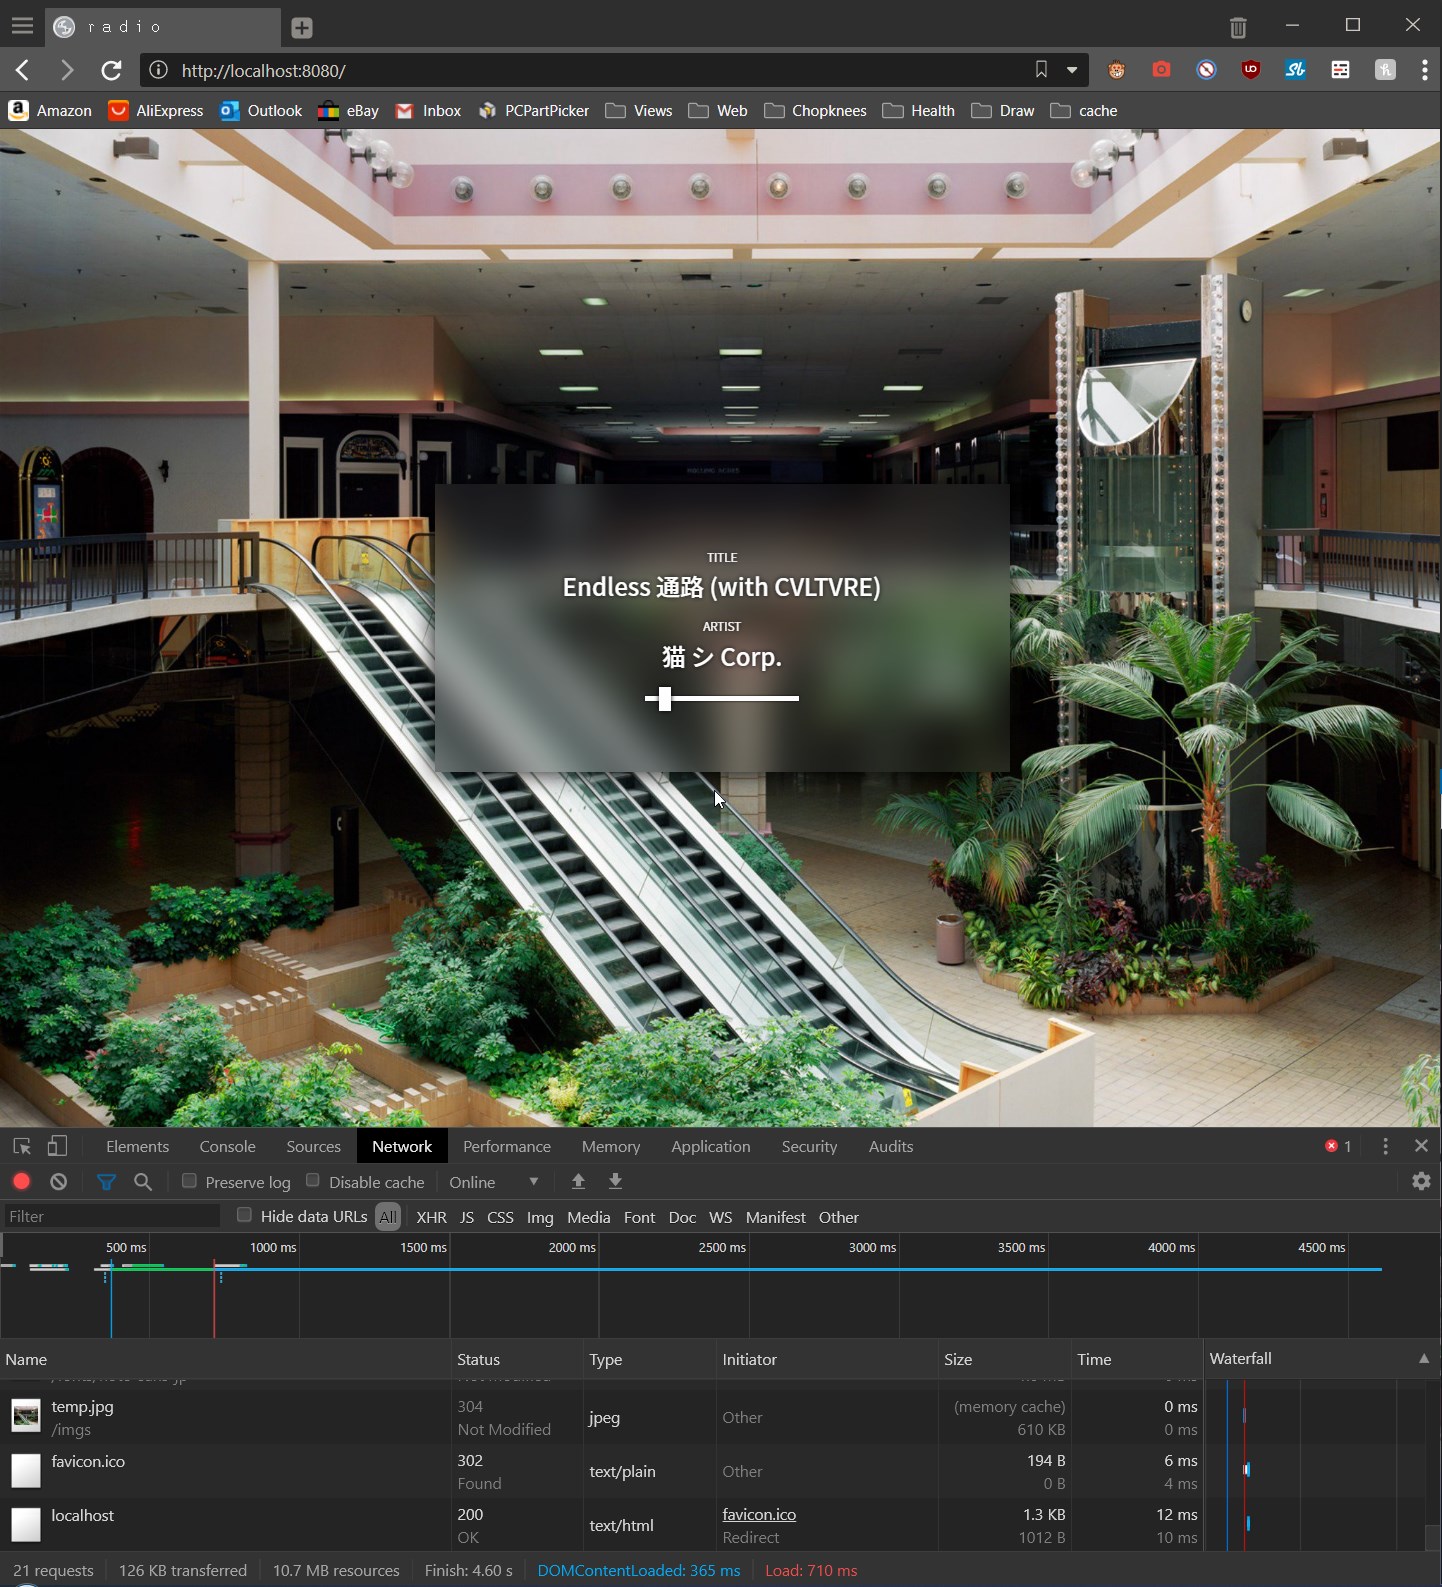 r a d i o
http://localhost:8080/
Amazon AliExpress Outlook eBay Inbox PCPartPicker Views Web Chopknees Health Draw cache
TITLE
Endless 通路 (with CVLTVRE)
ARTIST
猫 シ Corp.
Elements Console Sources Network Performance Memory Application Security Audits 1
Preserve log Disable cache Online
Filter Hide data URLs All XHR JS CSS Img Media Font Doc WS Manifest Other
500 ms 1000 ms 1500 ms 2000 ms 2500 ms 3000 ms 3500 ms 4000 ms 4500 ms
Name Status Type Initiator Size Time Waterfall
temp.jpg 304 jpeg Other (memory cache) 0 ms
/imgs Not Modified 610 KB 0 ms
favicon.ico 302 text/plain Other 194 B 6 ms
Found 0 B 4 ms
localhost 200 text/html favicon.ico 1.3 KB 12 ms
OK Redirect 1012 B 10 ms
21 requests 126 KB transferred 10.7 MB resources Finish: 4.60 s DOMContentLoaded: 365 ms Load: 710 ms